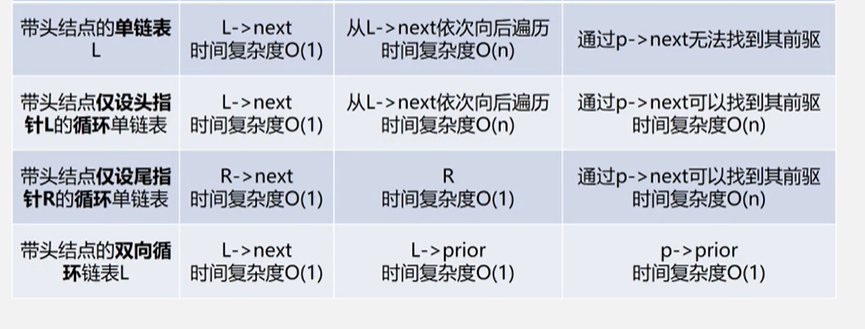 带头结点的单链表
L
L->next
时间复杂度O(1)
从L->next依次向后遍历
时间复杂度O(n)
通过p->next无法找到其前驱
带头结点仅设头指
针L的循环单链表
L->next
时间复杂度O(1)
从L->next依次向后遍历
时间复杂度O(n)
通过p->next可以找到其前驱
时间复杂度O(n)
带头结点仅设尾指
针R的循环单链表
R->next
时间复杂度O(1)
R
时间复杂度O(1)
通过p->next可以找到其前驱
时间复杂度O(n)
带头结点的双向循
环链表L
L->next
时间复杂度O(1)
L->prior
时间复杂度O(1)
p->prior
时间复杂度O(1)